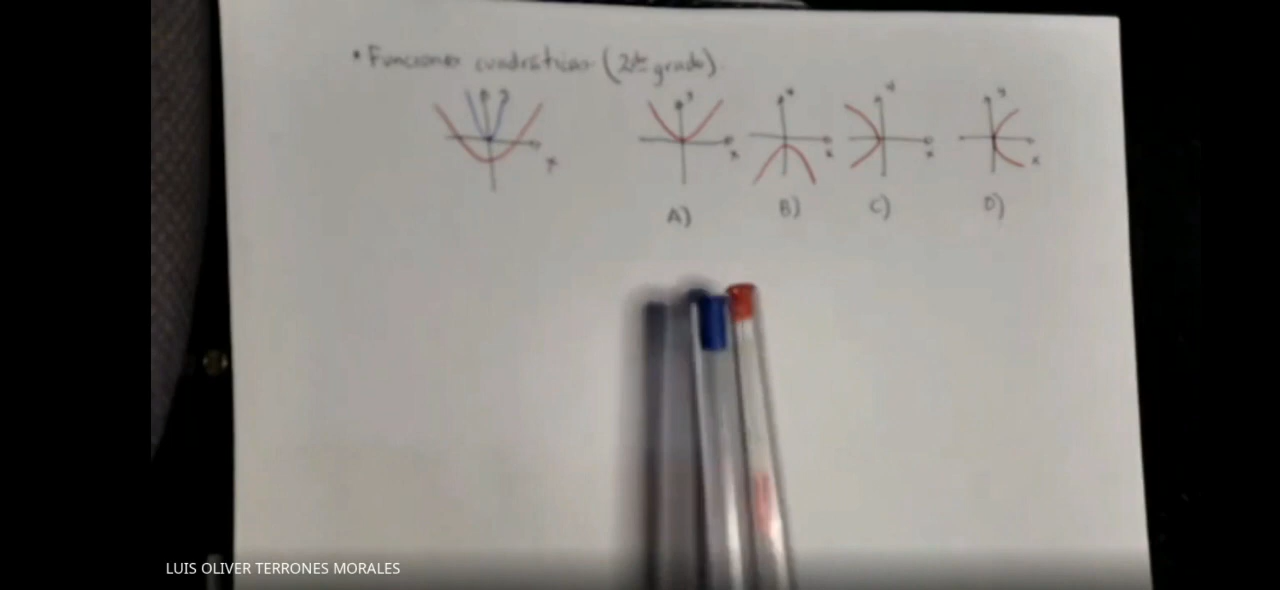 • Funciones cuadráticas (2do grado)
y
x
y
x
y
x
y
x
y
x
A)
B)
C)
D)
LUIS OLIVER TERRONES MORALES